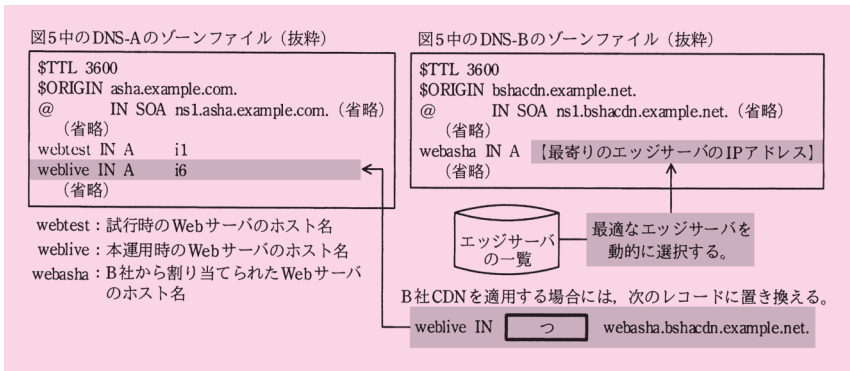 図5中のDNS-Aのゾーンファイル（抜粋）
$TTL 3600
$ORIGIN asha.example.com.
@ IN SOA ns1.asha.example.com.（省略）
（省略）
webtest IN A i1
weblive IN A i6
（省略）
webtest：試行時のWebサーバのホスト名
weblive：本運用時のWebサーバのホスト名
webasha：B社から割り当てられたWebサーバ
のホスト名
図5中のDNS-Bのゾーンファイル（抜粋）
$TTL 3600
$ORIGIN bshacdn.example.net.
@ IN SOA ns1.bshacdn.example.net.（省略）
（省略）
webasha IN A 【最寄りのエッジサーバのIPアドレス】
（省略）
エッジサーバ
の一覧
最適なエッジサーバを
動的に選択する。
B社CDNを適用する場合には，次のレコードに置き換える。
weblive IN つ webasha.bshacdn.example.net.